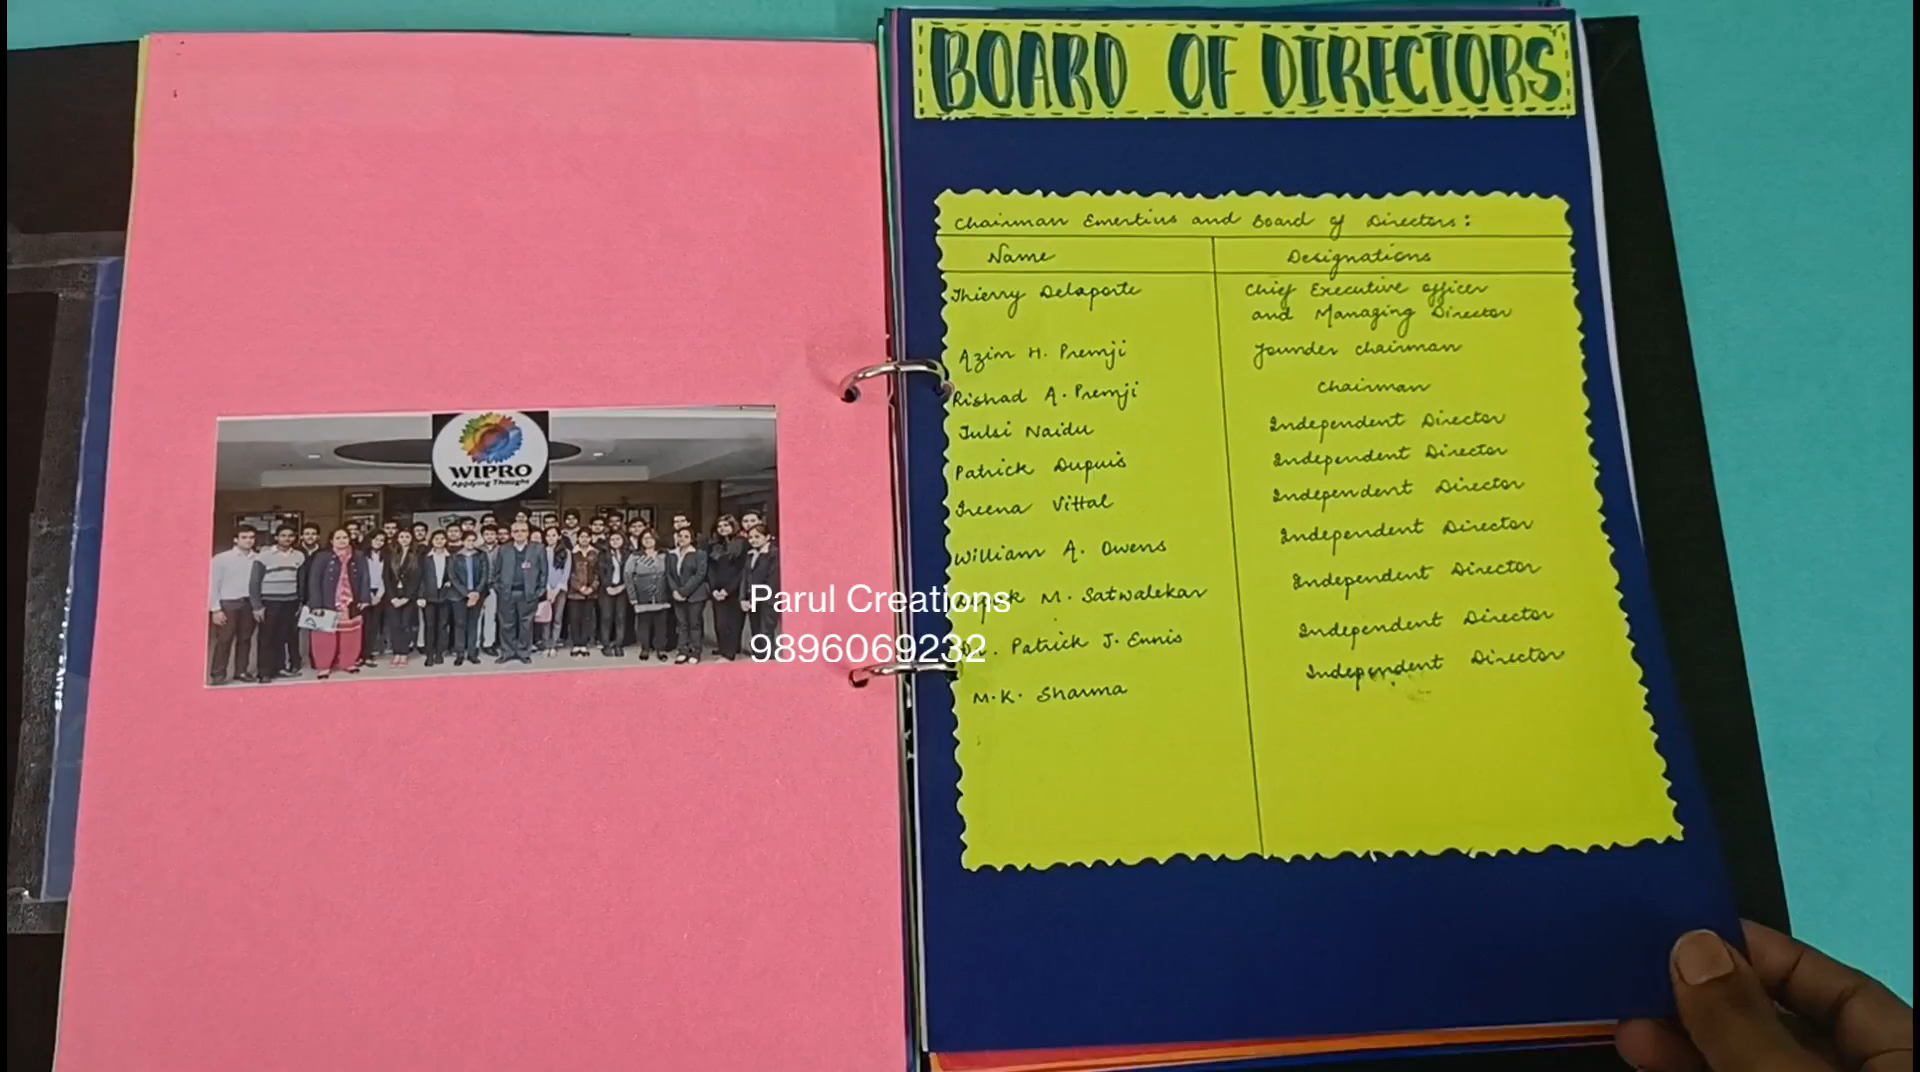 WIPRO
Applying Thought
BOARD OF DIRECTORS
Chairman Emertius and Board of Directors:
Name Designations
Thierry Delaporte Chief Executive officer
and Managing Director
Azim H. Premji Founder chairman
Rishad A. Premji chairman
Tulsi Naidu Independent Director
Patrick Dupuis Independent Director
Ireena Vittal Independent Director
William A. Owens Independent Director
M. Satwalekar Independent Director
Dr. Patrick J. Ennis Independent Director
M.K. Sharma Independent Director
Parul Creations
9896069232